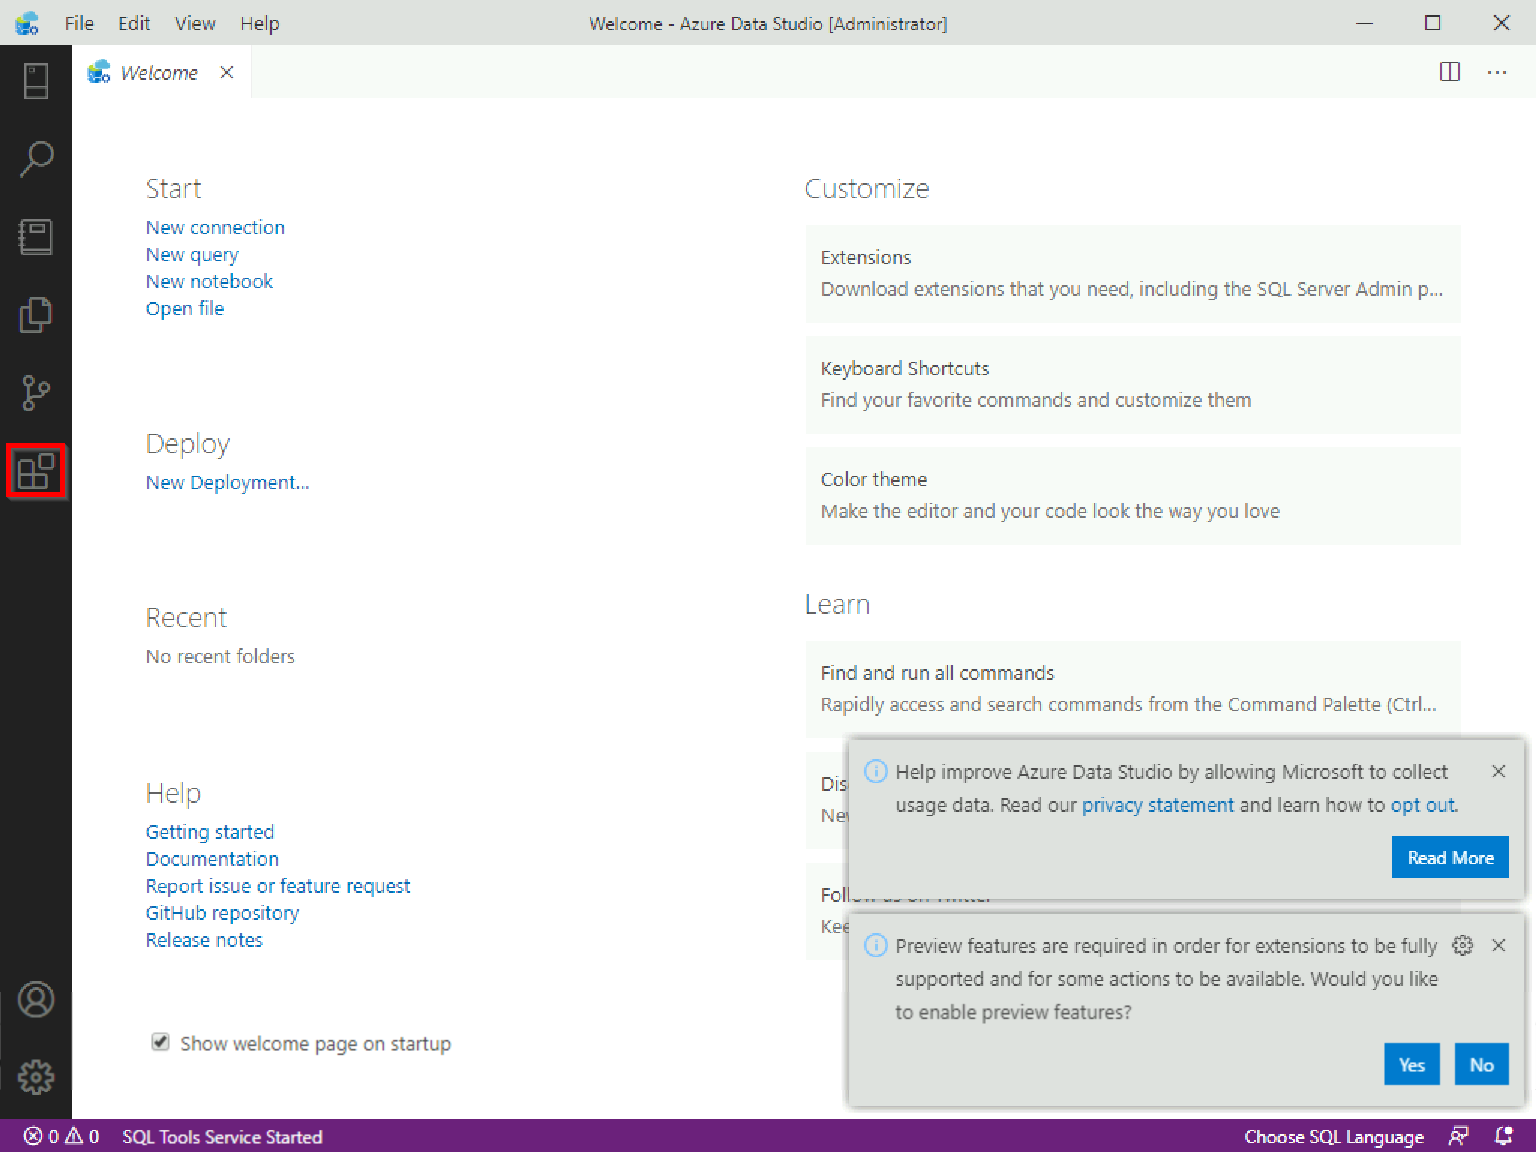 File Edit View Help
Welcome - Azure Data Studio [Administrator]
Welcome
Start
New connection
New query
New notebook
Open file
Deploy
New Deployment...
Recent
No recent folders
Help
Getting started
Documentation
Report issue or feature request
GitHub repository
Release notes
Show welcome page on startup
Customize
Extensions
Download extensions that you need, including the SQL Server Admin p...
Keyboard Shortcuts
Find your favorite commands and customize them
Color theme
Make the editor and your code look the way you love
Learn
Find and run all commands
Rapidly access and search commands from the Command Palette (Ctrl...
Help improve Azure Data Studio by allowing Microsoft to collect
usage data. Read our privacy statement and learn how to opt out.
Read More
Follow us on Twitter
Preview features are required in order for extensions to be fully
supported and for some actions to be available. Would you like
to enable preview features?
Yes No
0 0 SQL Tools Service Started
Choose SQL Language